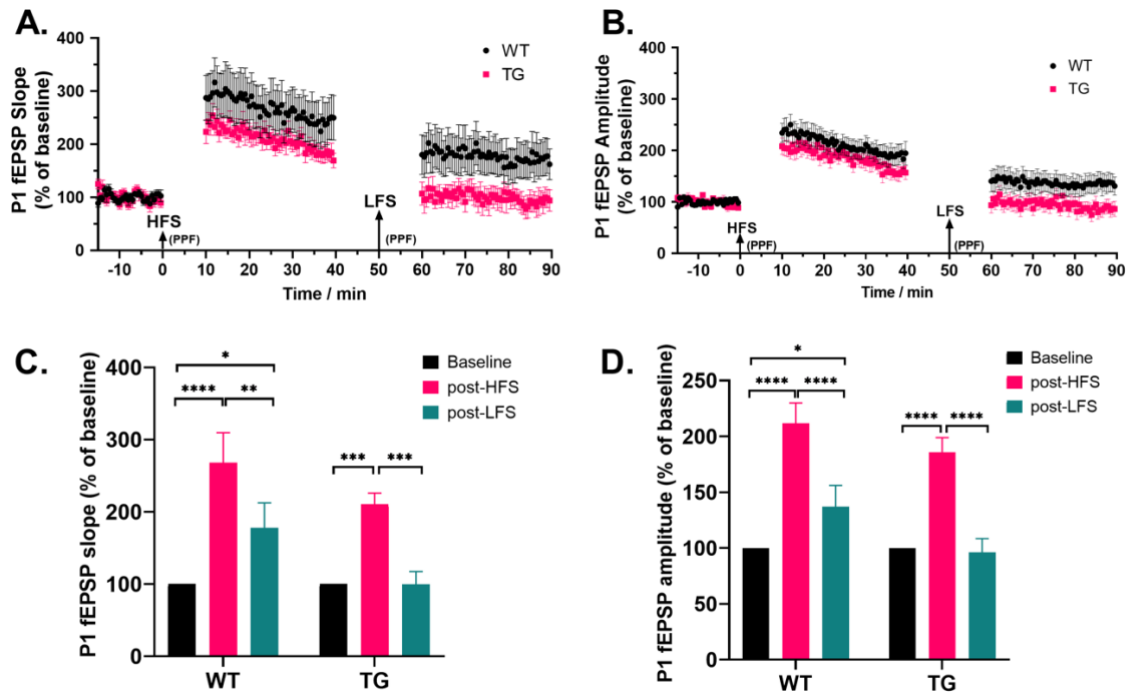 A.
P1 fEPSP Slope
(% of baseline)
400
300
200
100
0
WT
TG
HFS
(PPF)
LFS
-10
0
10
20
30
40
50
60
70
80
90
Time / min
B.
P1 fEPSP Amplitude
(% of baseline)
400
300
200
100
0
WT
TG
HFS
(PPF)
LFS
(PPF)
-10
0
10
20
30
40
50
60
70
80
90
Time / min
C.
P1 fEPSP slope (% of baseline)
400
300
200
100
0
Baseline
post-HFS
post-LFS
*
**** **
*** ***
WT
TG
D.
P1 fEPSP amplitude (% of baseline)
250
200
150
100
50
0
Baseline
post-HFS
post-LFS
*
**** ****
**** ****
WT
TG